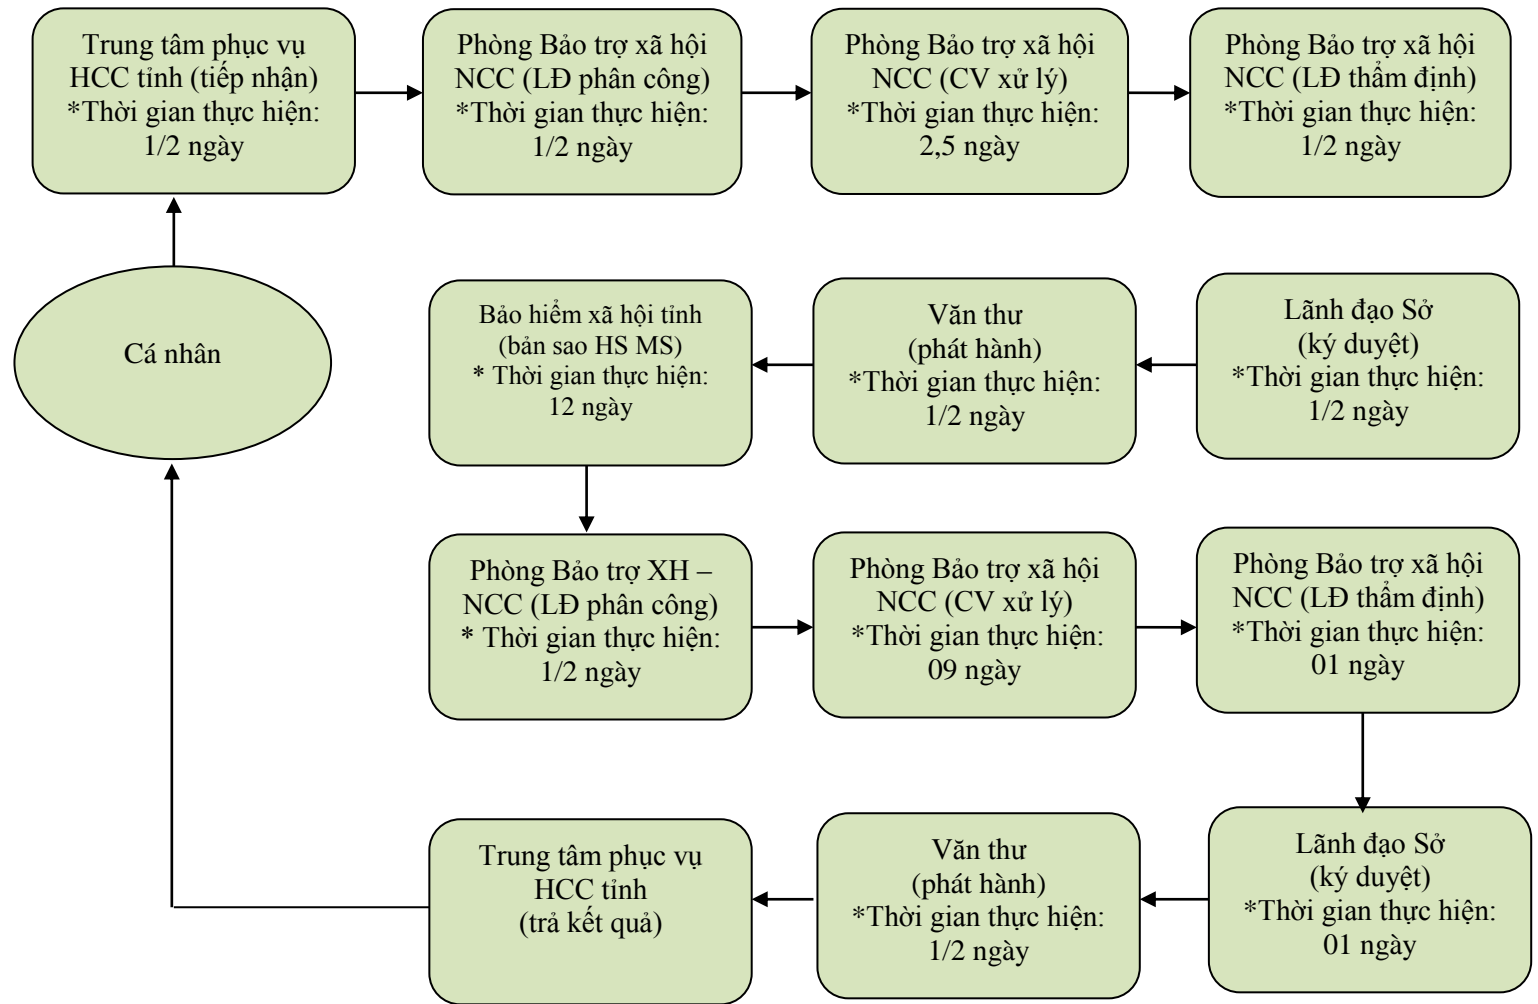 Trung tâm phục vụ
HCC tỉnh (tiếp nhận)
*Thời gian thực hiện:
1/2 ngày
Phòng Bảo trợ xã hội
NCC (LĐ phân công)
*Thời gian thực hiện:
1/2 ngày
Phòng Bảo trợ xã hội
NCC (CV xử lý)
*Thời gian thực hiện:
2,5 ngày
Phòng Bảo trợ xã hội
NCC (LĐ thẩm định)
*Thời gian thực hiện:
1/2 ngày
Cá nhân
Lãnh đạo Sở
(ký duyệt)
*Thời gian thực hiện:
1/2 ngày
Văn thư
(phát hành)
*Thời gian thực hiện:
1/2 ngày
Bảo hiểm xã hội tỉnh
(bản sao HS MS)
* Thời gian thực hiện:
12 ngày
Phòng Bảo trợ XH –
NCC (LĐ phân công)
* Thời gian thực hiện:
1/2 ngày
Phòng Bảo trợ xã hội
NCC (CV xử lý)
*Thời gian thực hiện:
09 ngày
Phòng Bảo trợ xã hội
NCC (LĐ thẩm định)
*Thời gian thực hiện:
01 ngày
Lãnh đạo Sở
(ký duyệt)
*Thời gian thực hiện:
01 ngày
Văn thư
(phát hành)
*Thời gian thực hiện:
1/2 ngày
Trung tâm phục vụ
HCC tỉnh
(trả kết quả)